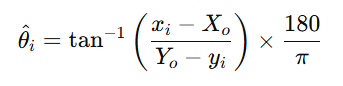 θ̂ᵢ = tan⁻¹ ( (xᵢ − Xₒ) / (Yₒ − yᵢ) ) × 180 / π